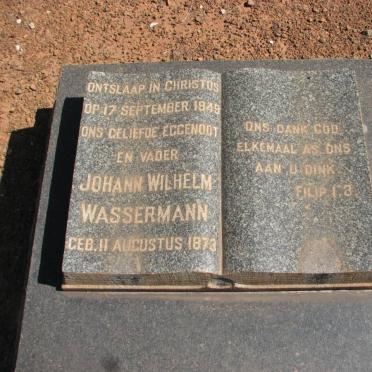 ONTSLAAP IN CHRISTUS
OP 17 SEPTEMBER 1949
ONS GELIEFDE EGGENOOT
EN VADER
JOHANN WILHELM
WASSERMANN
GEB. 11 AUGUSTUS 1873
ONS DANK GOD
ELKEMAAL AS ONS
AAN U DINK.
FILIP 1:3